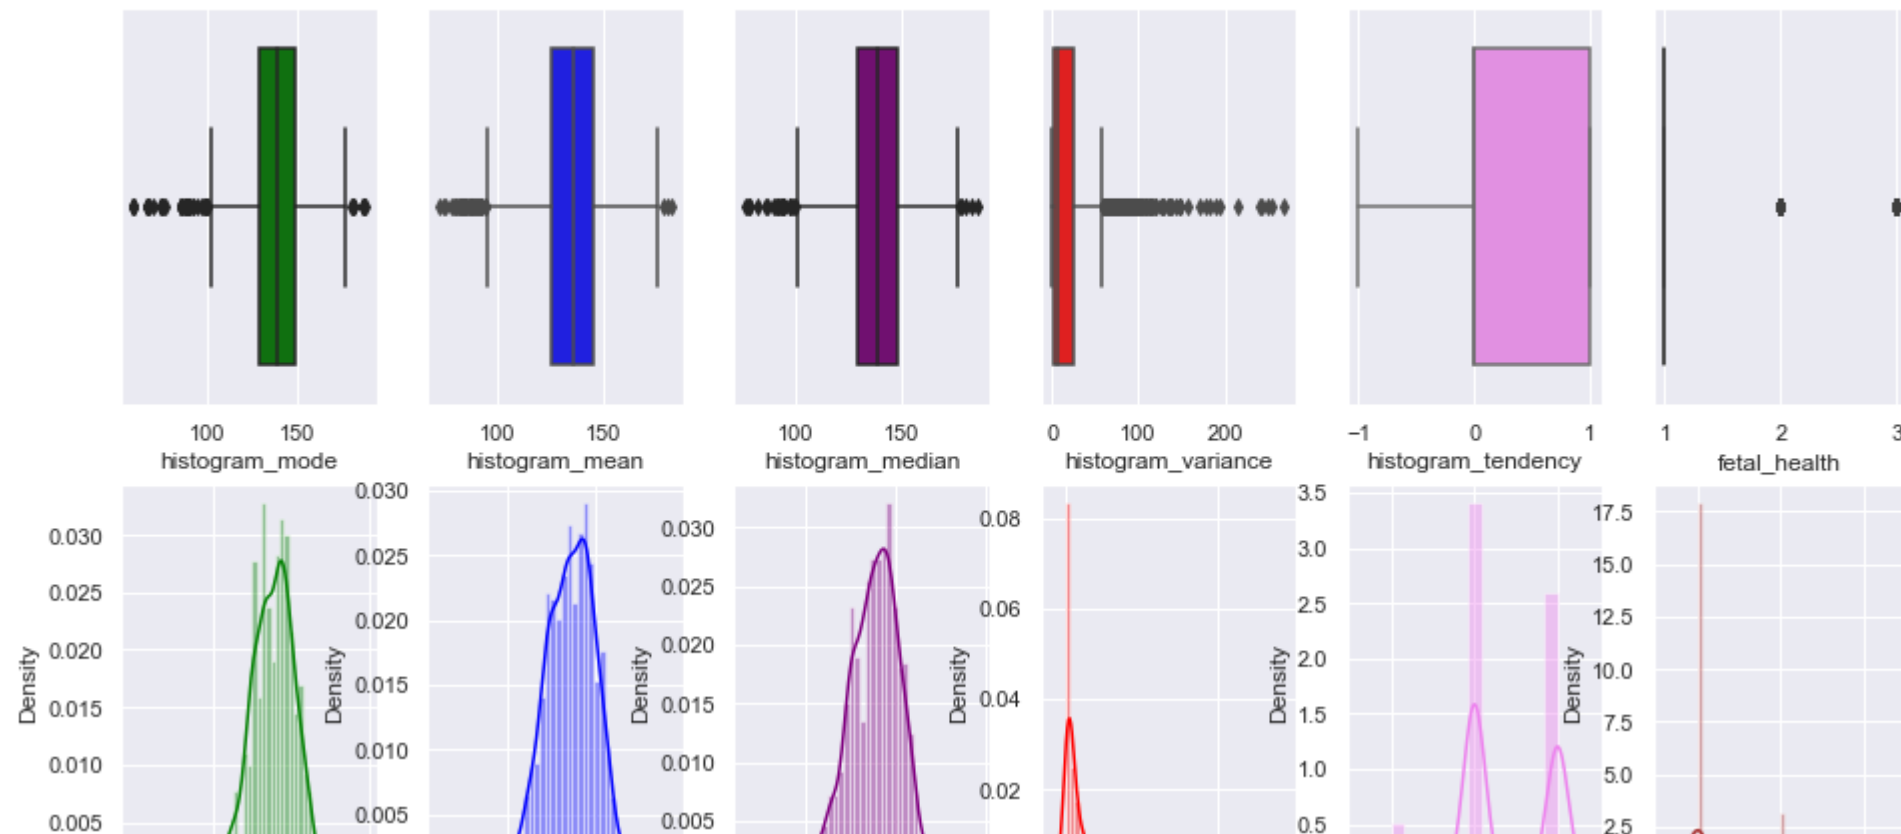 100 150
histogram_mode
100 150
histogram_mean
100 150
histogram_median
0 100 200
histogram_variance
−1 0 1
histogram_tendency
1 2 3
fetal_health
0.030
0.025
0.020
0.015
0.010
0.005
Density
0.030
0.025
0.020
0.015
0.010
0.005
Density
0.030
0.025
0.020
0.015
0.010
0.005
Density
0.08
0.06
0.04
0.02
Density
3.5
3.0
2.5
2.0
1.5
1.0
0.5
Density
17.5
15.0
12.5
10.0
7.5
5.0
2.5
Density